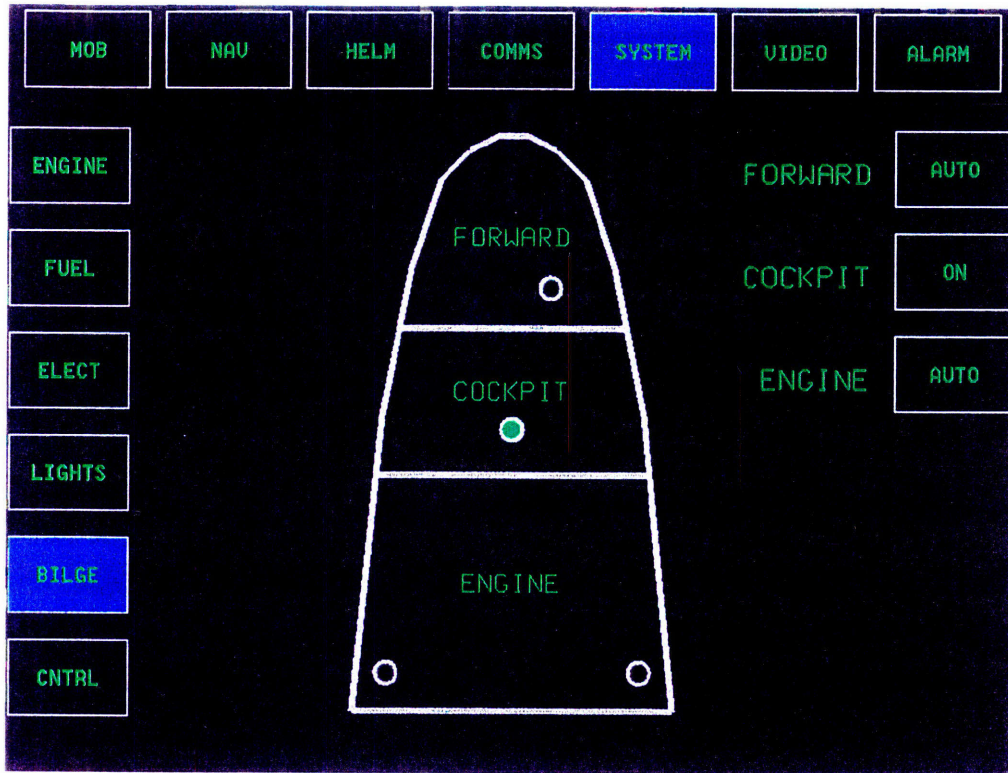 MOB NAV HELM COMMS SYSTEM VIDEO ALARM
ENGINE
FUEL
ELECT
LIGHTS
BILGE
CNTRL
FORWARD
COCKPIT
ENGINE
FORWARD AUTO
COCKPIT ON
ENGINE AUTO